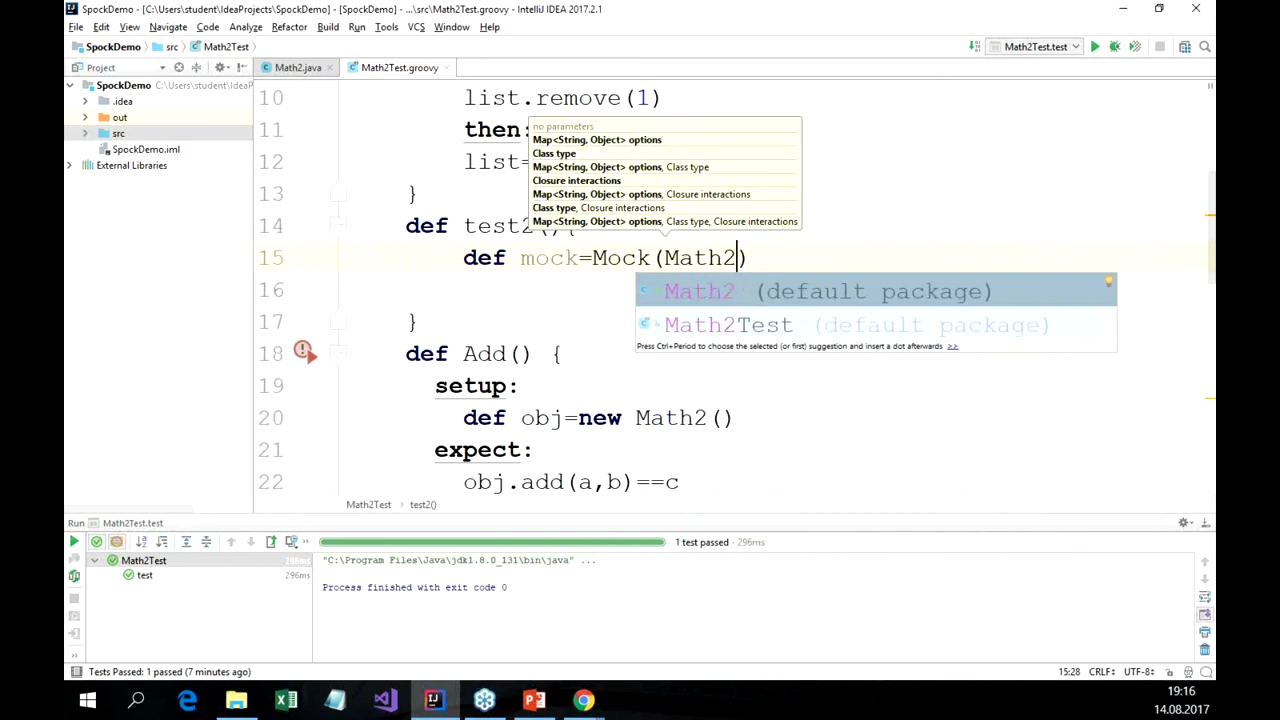 SpockDemo - [C:\Users\student\IdeaProjects\SpockDemo] - [SpockDemo] - ...\src\Math2Test.groovy - IntelliJ IDEA 2017.2.1
File Edit View Navigate Code Analyze Refactor Build Run Tools VCS Window Help
SpockDemo src Math2Test Math2Test.test
Project Math2.java Math2Test.groovy
SpockDemo C:\Users\student\IdeaP
.idea
out
src
SpockDemo.iml
External Libraries
10 list.remove(1)
11 then:
12 list=
13 }
14 def test2(){
15 def mock=Mock(Math2)
16
17 }
18 def Add() {
19 setup:
20 def obj=new Math2()
21 expect:
22 obj.add(a,b)==c
no parameters
Map<String, Object> options
Class type
Map<String, Object> options, Class type
Closure interactions
Map<String, Object> options, Closure interactions
Class type, Closure interactions
Map<String, Object> options, Class type, Closure interactions
Math2 (default package)
Math2Test (default package)
Press Ctrl+Period to choose the selected (or first) suggestion and insert a dot afterwards >>
Math2Test › test2()
Run Math2Test.test
1 test passed - 296ms
Math2Test 296ms
test 296ms
"C:\Program Files\Java\jdk1.8.0_131\bin\java" ...
Process finished with exit code 0
Tests Passed: 1 passed (7 minutes ago) 15:28 CRLF÷ UTF-8÷
19:16
14.08.2017